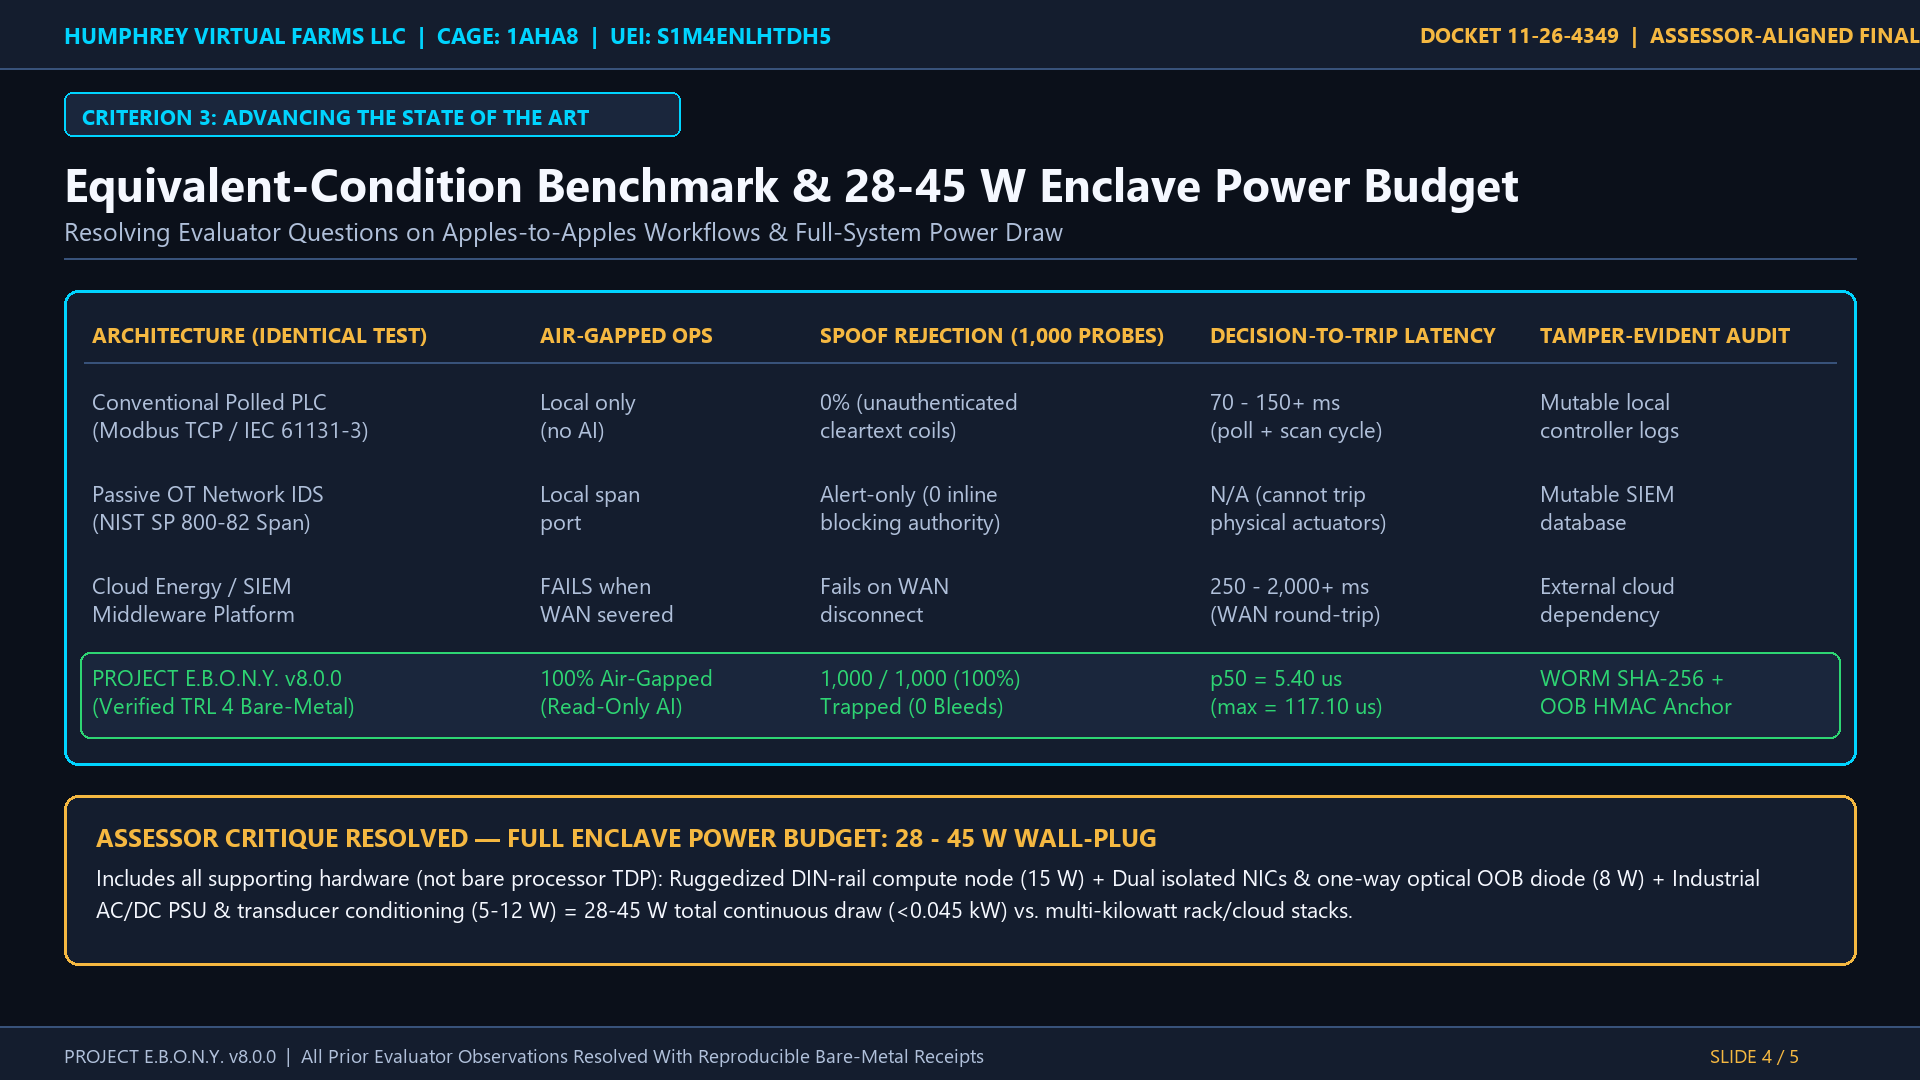 HUMPHREY VIRTUAL FARMS LLC | CAGE: 1AHA8 | UEI: S1M4ENLHTDH5
DOCKET 11-26-4349 | ASSESSOR-ALIGNED FINAL
CRITERION 3: ADVANCING THE STATE OF THE ART
Equivalent-Condition Benchmark & 28-45 W Enclave Power Budget
Resolving Evaluator Questions on Apples-to-Apples Workflows & Full-System Power Draw
ARCHITECTURE (IDENTICAL TEST)
AIR-GAPPED OPS
SPOOF REJECTION (1,000 PROBES)
DECISION-TO-TRIP LATENCY
TAMPER-EVIDENT AUDIT
Conventional Polled PLC
(Modbus TCP / IEC 61131-3)
Local only
(no AI)
0% (unauthenticated
cleartext coils)
70 - 150+ ms
(poll + scan cycle)
Mutable local
controller logs
Passive OT Network IDS
(NIST SP 800-82 Span)
Local span
port
Alert-only (0 inline
blocking authority)
N/A (cannot trip
physical actuators)
Mutable SIEM
database
Cloud Energy / SIEM
Middleware Platform
FAILS when
WAN severed
Fails on WAN
disconnect
250 - 2,000+ ms
(WAN round-trip)
External cloud
dependency
PROJECT E.B.O.N.Y. v8.0.0
(Verified TRL 4 Bare-Metal)
100% Air-Gapped
(Read-Only AI)
1,000 / 1,000 (100%)
Trapped (0 Bleeds)
p50 = 5.40 us
(max = 117.10 us)
WORM SHA-256 +
OOB HMAC Anchor
ASSESSOR CRITIQUE RESOLVED — FULL ENCLAVE POWER BUDGET: 28 - 45 W WALL-PLUG
Includes all supporting hardware (not bare processor TDP): Ruggedized DIN-rail compute node (15 W) + Dual isolated NICs & one-way optical OOB diode (8 W) + Industrial
AC/DC PSU & transducer conditioning (5-12 W) = 28-45 W total continuous draw (<0.045 kW) vs. multi-kilowatt rack/cloud stacks.
PROJECT E.B.O.N.Y. v8.0.0 | All Prior Evaluator Observations Resolved With Reproducible Bare-Metal Receipts
SLIDE 4 / 5